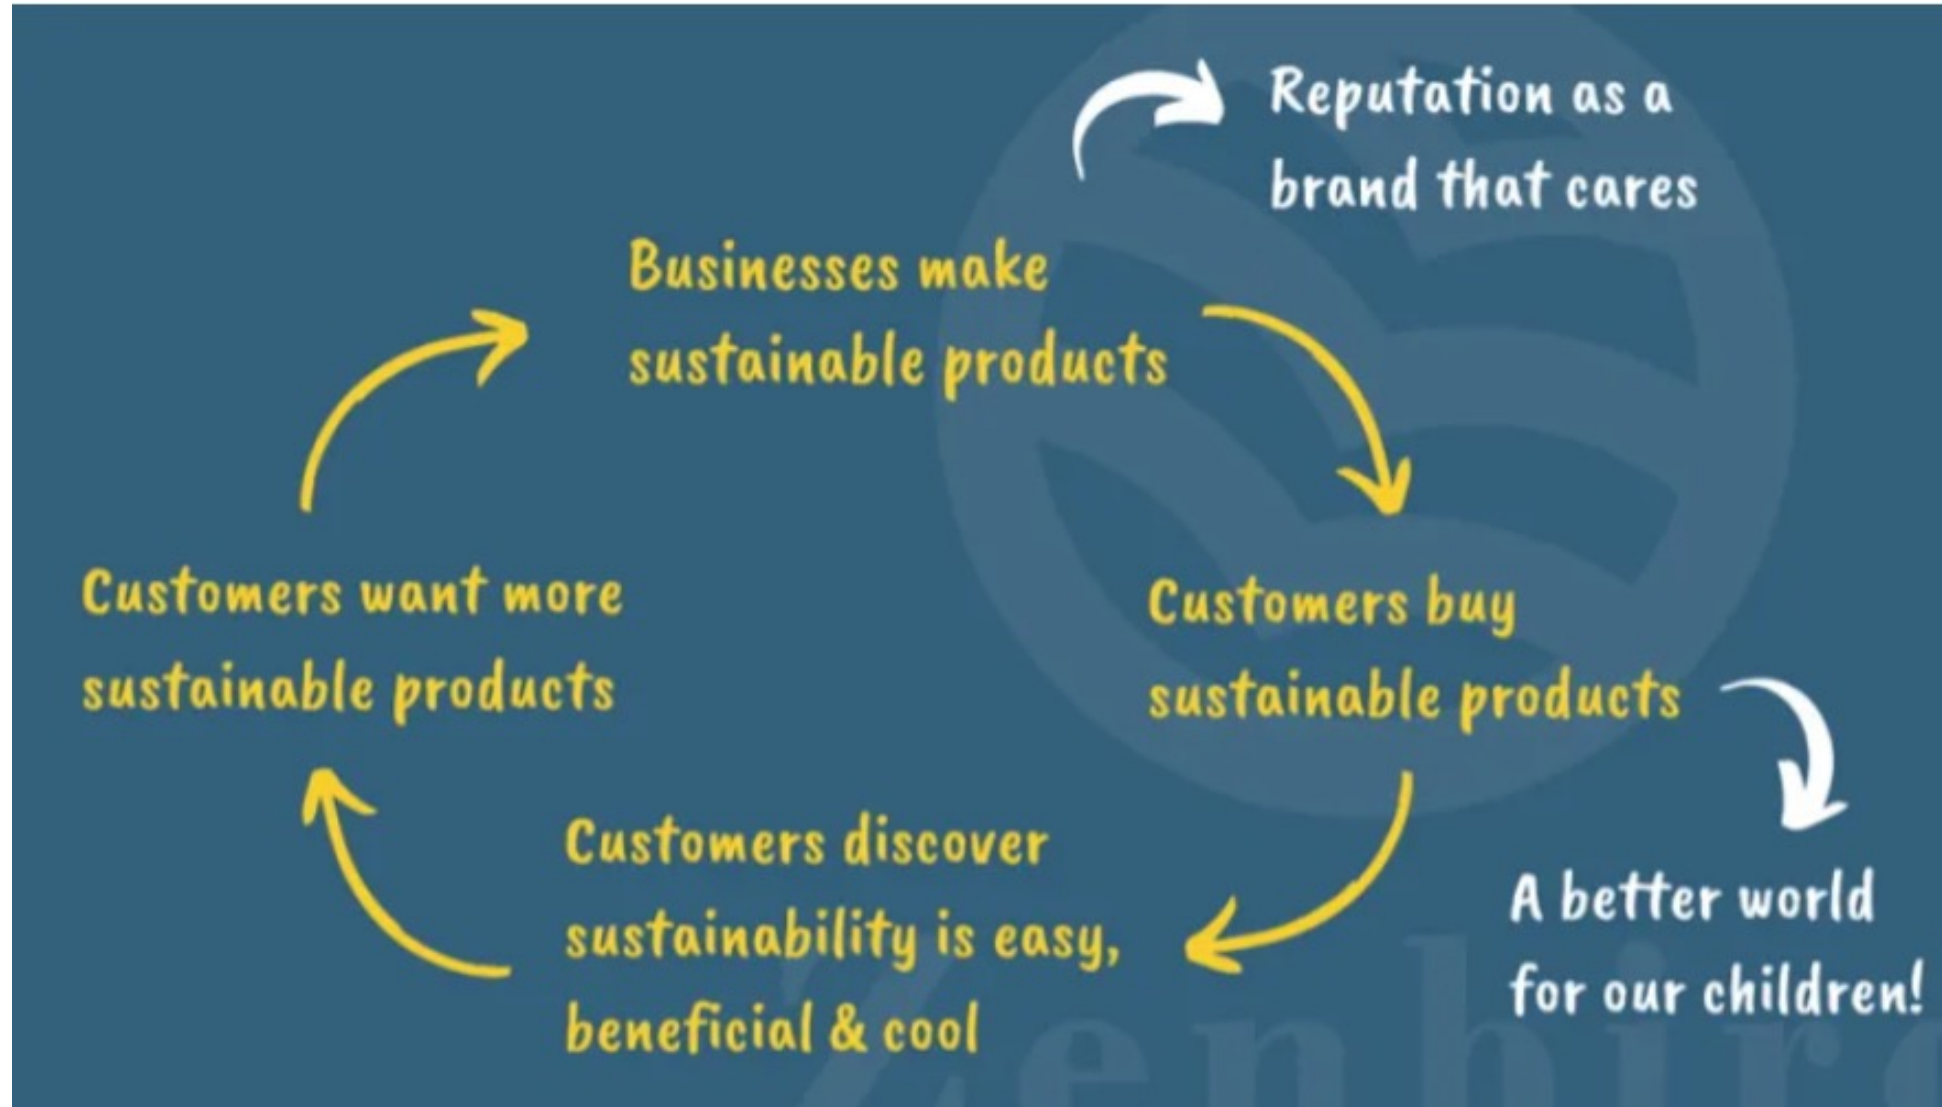 Reputation as a
brand that cares
Businesses make
sustainable products
Customers want more
sustainable products
Customers buy
sustainable products
Customers discover
sustainability is easy,
beneficial & cool
A better world
for our children!